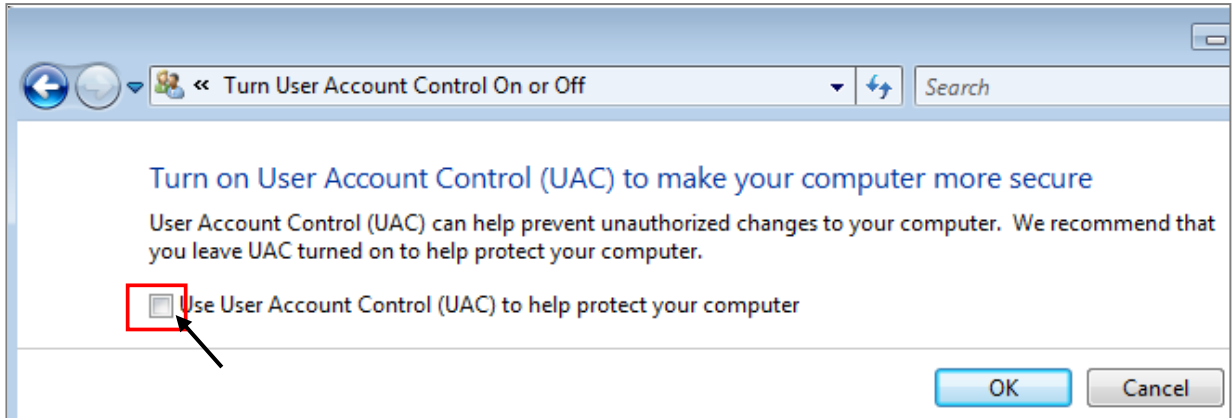 « Turn User Account Control On or Off
Search
Turn on User Account Control (UAC) to make your computer more secure
User Account Control (UAC) can help prevent unauthorized changes to your computer. We recommend that
you leave UAC turned on to help protect your computer.
Use User Account Control (UAC) to help protect your computer
OK
Cancel